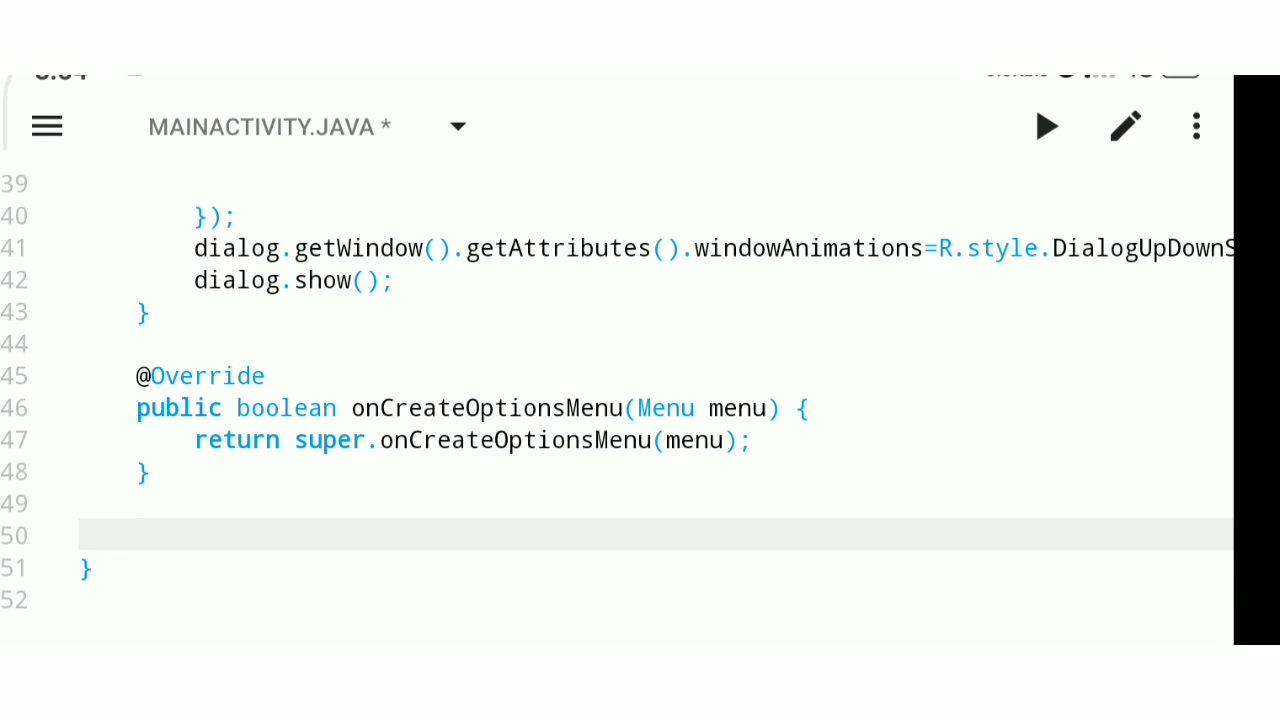 MAINACTIVITY.JAVA *
39
40 });
41 dialog.getWindow().getAttributes().windowAnimations=R.style.DialogUpDownS
42 dialog.show();
43 }
44
45 @Override
46 public boolean onCreateOptionsMenu(Menu menu) {
47 return super.onCreateOptionsMenu(menu);
48 }
49
50
51 }
52